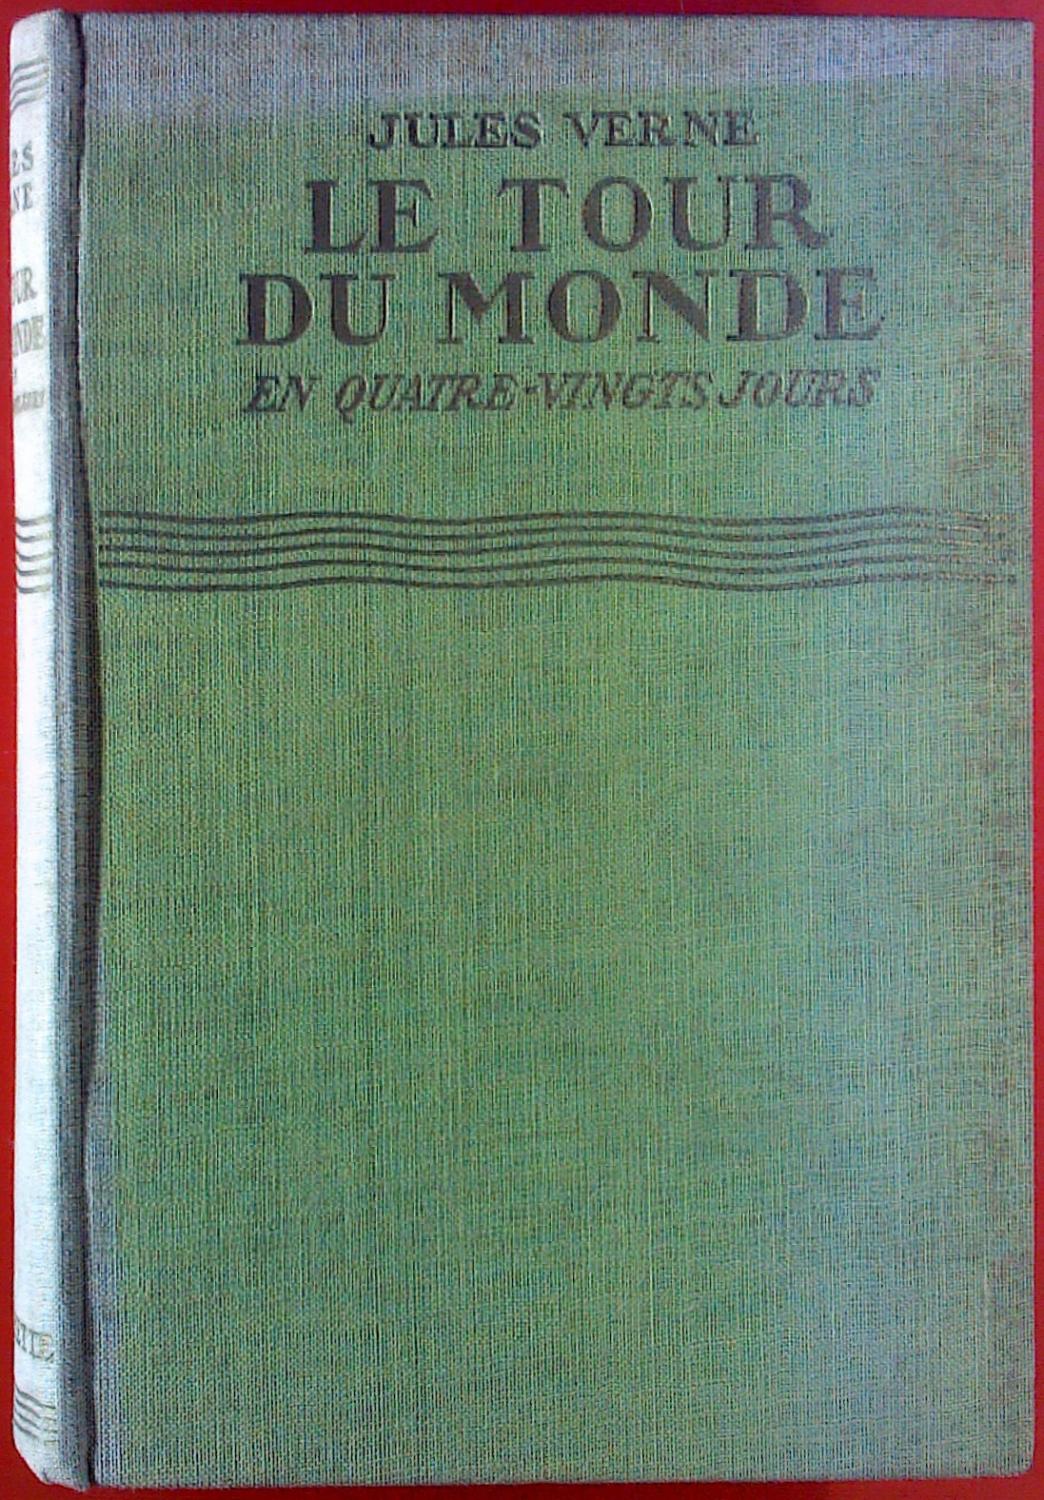 JULES VERNE
LE TOUR
DU MONDE
EN QUATRE-VINGTS JOURS